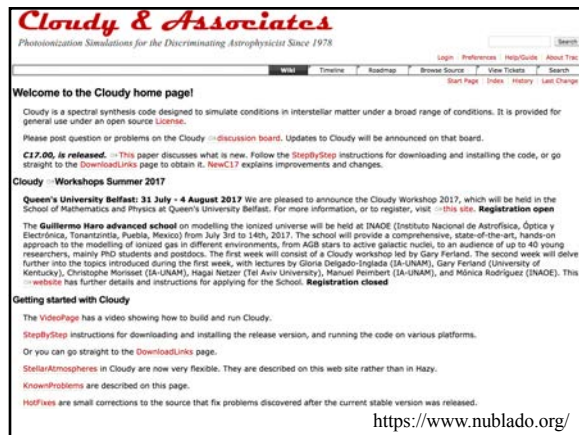 Cloudy & Associates
Photoionization Simulations for the Discriminating Astrophysicist Since 1978
Search
Login Preferences Help/Guide About Trac
Wiki Timeline Roadmap Browse Source View Tickets Search
Start Page Index History Last Change
Welcome to the Cloudy home page!
Cloudy is a spectral synthesis code designed to simulate conditions in interstellar matter under a broad range of conditions. It is provided for
general use under an open source License.
Please post question or problems on the Cloudy discussion board. Updates to Cloudy will be announced on that board.
C17.00, is released. This paper discusses what is new. Follow the StepByStep instructions for downloading and installing the code, or go
straight to the DownloadLinks page to obtain it. NewC17 explains improvements and changes.
Cloudy Workshops Summer 2017
Queen's University Belfast: 31 July - 4 August 2017 We are pleased to announce the Cloudy Workshop 2017, which will be held in the
School of Mathematics and Physics at Queen's University Belfast. For more information, or to register, visit this site. Registration open
The Guillermo Haro advanced school on modelling the ionized universe will be held at INAOE (Instituto Nacional de Astrofísica, Óptica y
Electrónica, Tonantzintla, Puebla, Mexico) from July 3rd to 14th, 2017. The school will provide a comprehensive, state-of-the-art, hands-on
approach to the modelling of ionized gas in different environments, from AGB stars to active galactic nuclei, to an audience of up to 40 young
researchers, mainly PhD students and postdocs. The first week will consist of a Cloudy workshop led by Gary Ferland. The second week will delve
further into the topics introduced during the first week, with lectures by Gloria Delgado-Inglada (IA-UNAM), Gary Ferland (University of
Kentucky), Christophe Morisset (IA-UNAM), Hagai Netzer (Tel Aviv University), Manuel Peimbert (IA-UNAM), and Mónica Rodríguez (INAOE). This
website has further details and instructions for applying for the School. Registration closed
Getting started with Cloudy
The VideoPage has a video showing how to build and run Cloudy.
StepByStep instructions for downloading and installing the release version, and running the code on various platforms.
Or you can go straight to the DownloadLinks page.
StellarAtmospheres in Cloudy are now very flexible. They are described on this web site rather than in Hazy.
KnownProblems are described on this page.
HotFixes are small corrections to the source that fix problems discovered after the current stable version was released.
https://www.nublado.org/